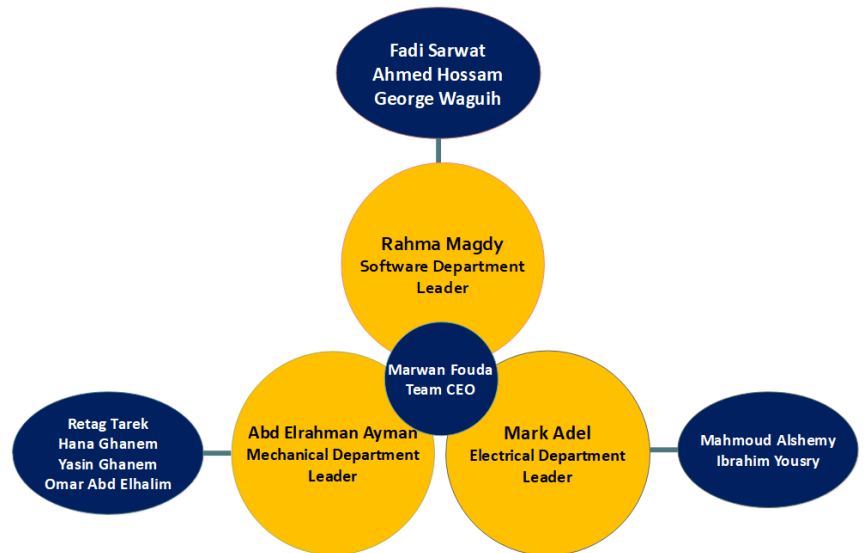 Fadi Sarwat
Ahmed Hossam
George Waguih
Rahma Magdy
Software Department
Leader
Marwan Fouda
Team CEO
Retag Tarek
Hana Ghanem
Yasin Ghanem
Omar Abd Elhalim
Abd Elrahman Ayman
Mechanical Department
Leader
Mark Adel
Electrical Department
Leader
Mahmoud Alshemy
Ibrahim Yousry